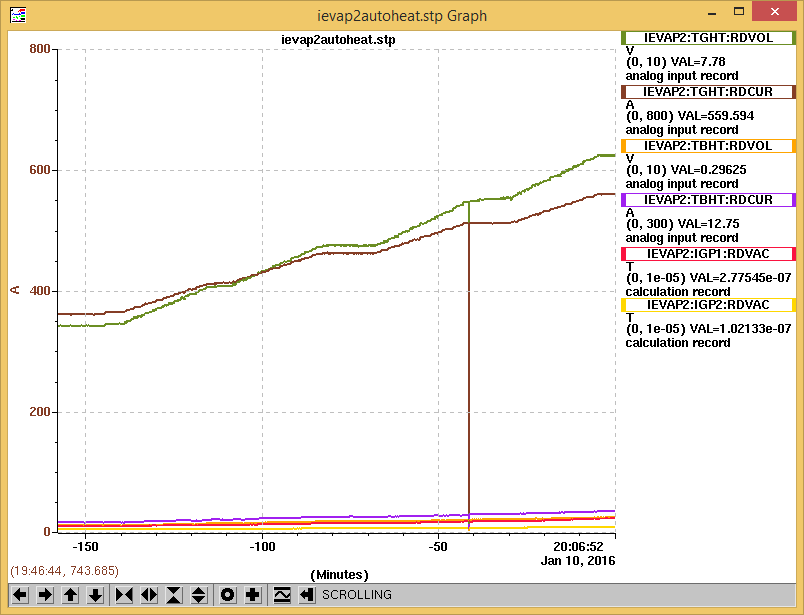 ievap2autoheat.stp Graph
ievap2autoheat.stp
800
600
400
200
0
A
-150
-100
-50
20:06:52
Jan 10, 2016
(Minutes)
(19:46:44, 743.685)
IEVAP2:TGHT:RDVOL
V
(0, 10) VAL=7.78
analog input record
IEVAP2:TGHT:RDCUR
A
(0, 800) VAL=559.594
analog input record
IEVAP2:TBHT:RDVOL
V
(0, 10) VAL=0.29625
analog input record
IEVAP2:TBHT:RDCUR
A
(0, 300) VAL=12.75
analog input record
IEVAP2:IGP1:RDVAC
T
(0, 1e-05) VAL=2.77545e-07
calculation record
IEVAP2:IGP2:RDVAC
T
(0, 1e-05) VAL=1.02133e-07
calculation record
SCROLLING